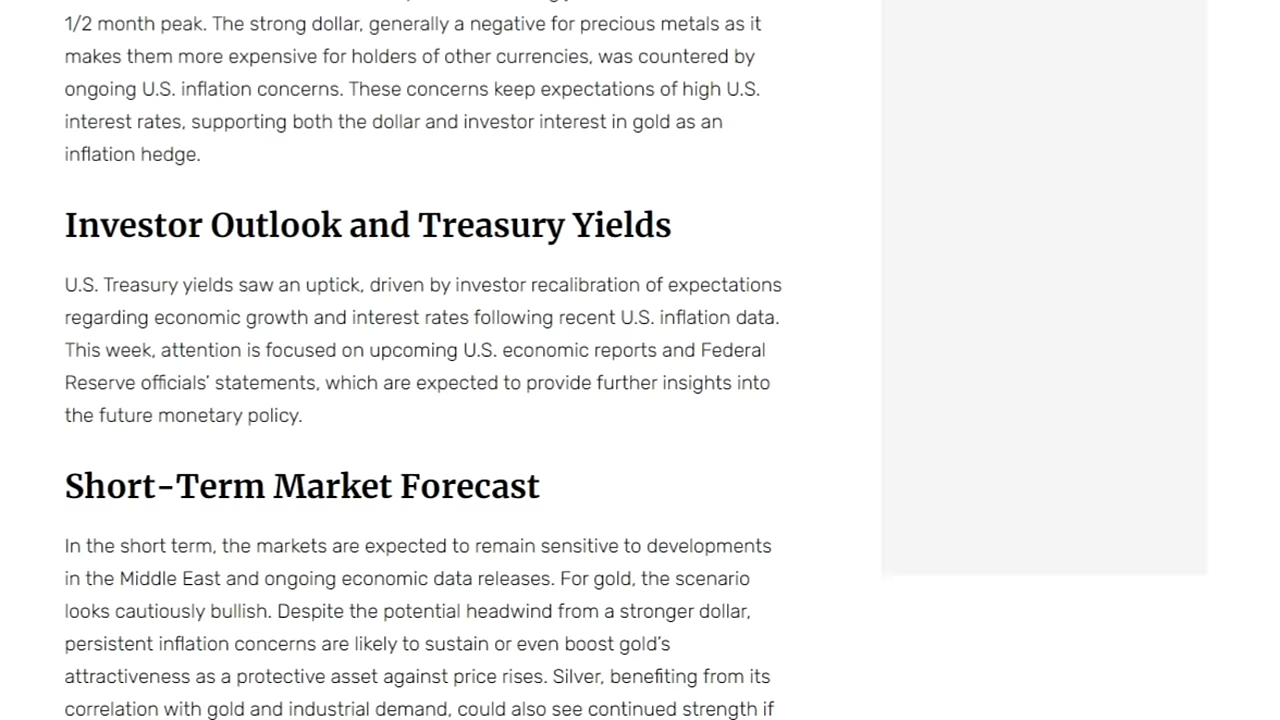 1/2 month peak. The strong dollar, generally a negative for precious metals as it
makes them more expensive for holders of other currencies, was countered by
ongoing U.S. inflation concerns. These concerns keep expectations of high U.S.
interest rates, supporting both the dollar and investor interest in gold as an
inflation hedge.
Investor Outlook and Treasury Yields
U.S. Treasury yields saw an uptick, driven by investor recalibration of expectations
regarding economic growth and interest rates following recent U.S. inflation data.
This week, attention is focused on upcoming U.S. economic reports and Federal
Reserve officials’ statements, which are expected to provide further insights into
the future monetary policy.
Short-Term Market Forecast
In the short term, the markets are expected to remain sensitive to developments
in the Middle East and ongoing economic data releases. For gold, the scenario
looks cautiously bullish. Despite the potential headwind from a stronger dollar,
persistent inflation concerns are likely to sustain or even boost gold’s
attractiveness as a protective asset against price rises. Silver, benefiting from its
correlation with gold and industrial demand, could also see continued strength if